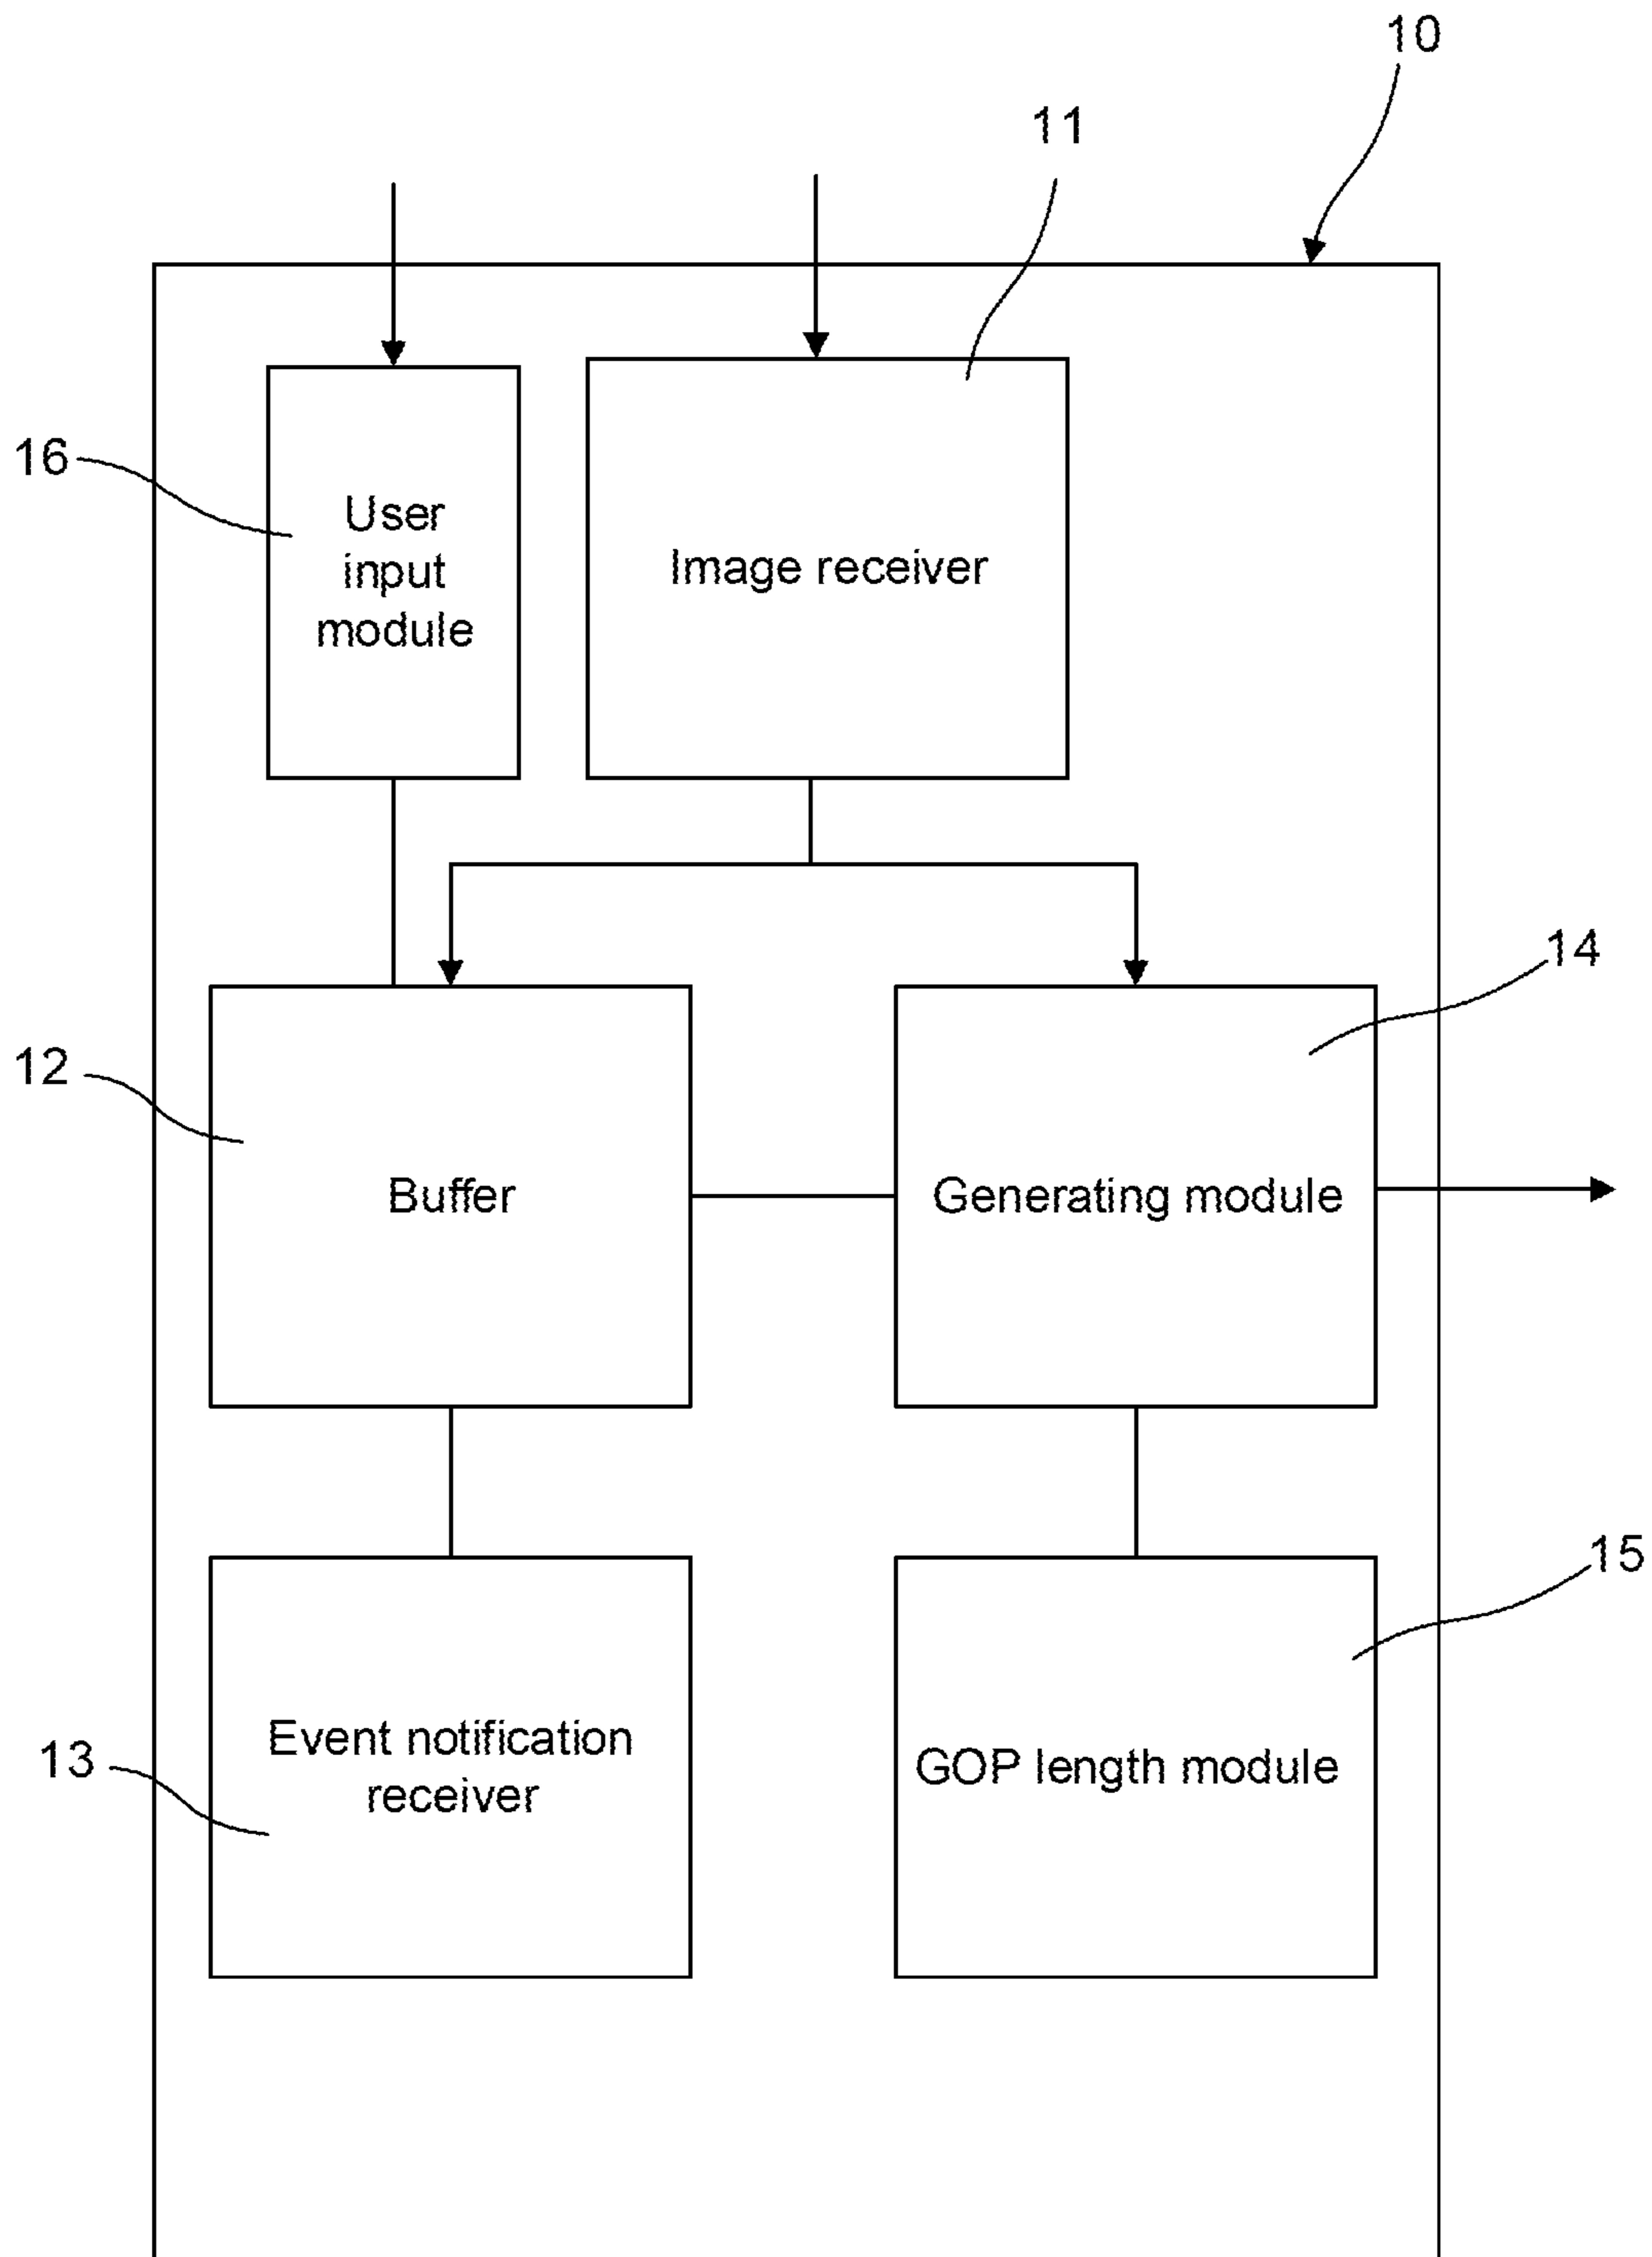 10
11
16
User
input
module
Image receiver
14
12
Buffer
Generating module
15
13
Event notification
receiver
GOP length module